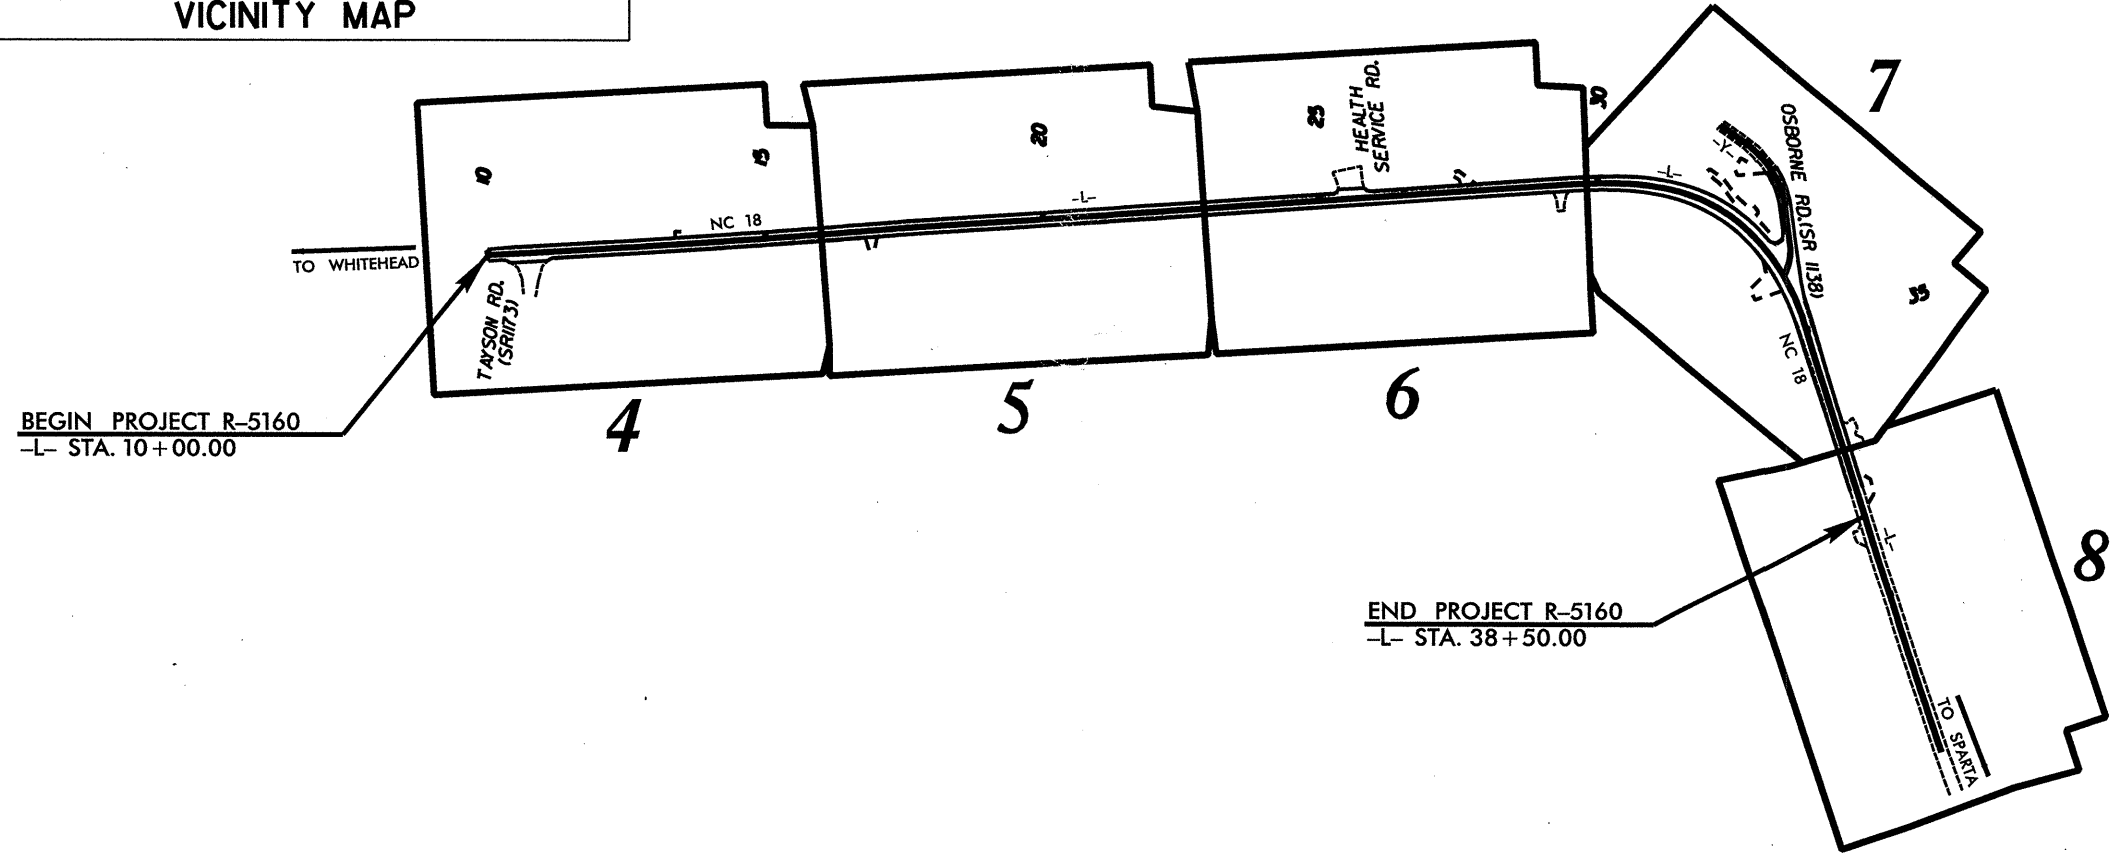 VICINITY MAP
7
OSBORNE RD.(SR 1138)
-Y-
30
HEALTH
SERVICE RD.
25
20
15
10
-L-
-L-
NC 18
TO WHITEHEAD
TAYSON RD.
(SR1173)
35
NC 18
BEGIN PROJECT R-5160
-L- STA. 10+00.00
4
5
6
8
-L-
END PROJECT R-5160
-L- STA. 38+50.00
TO SPARTA